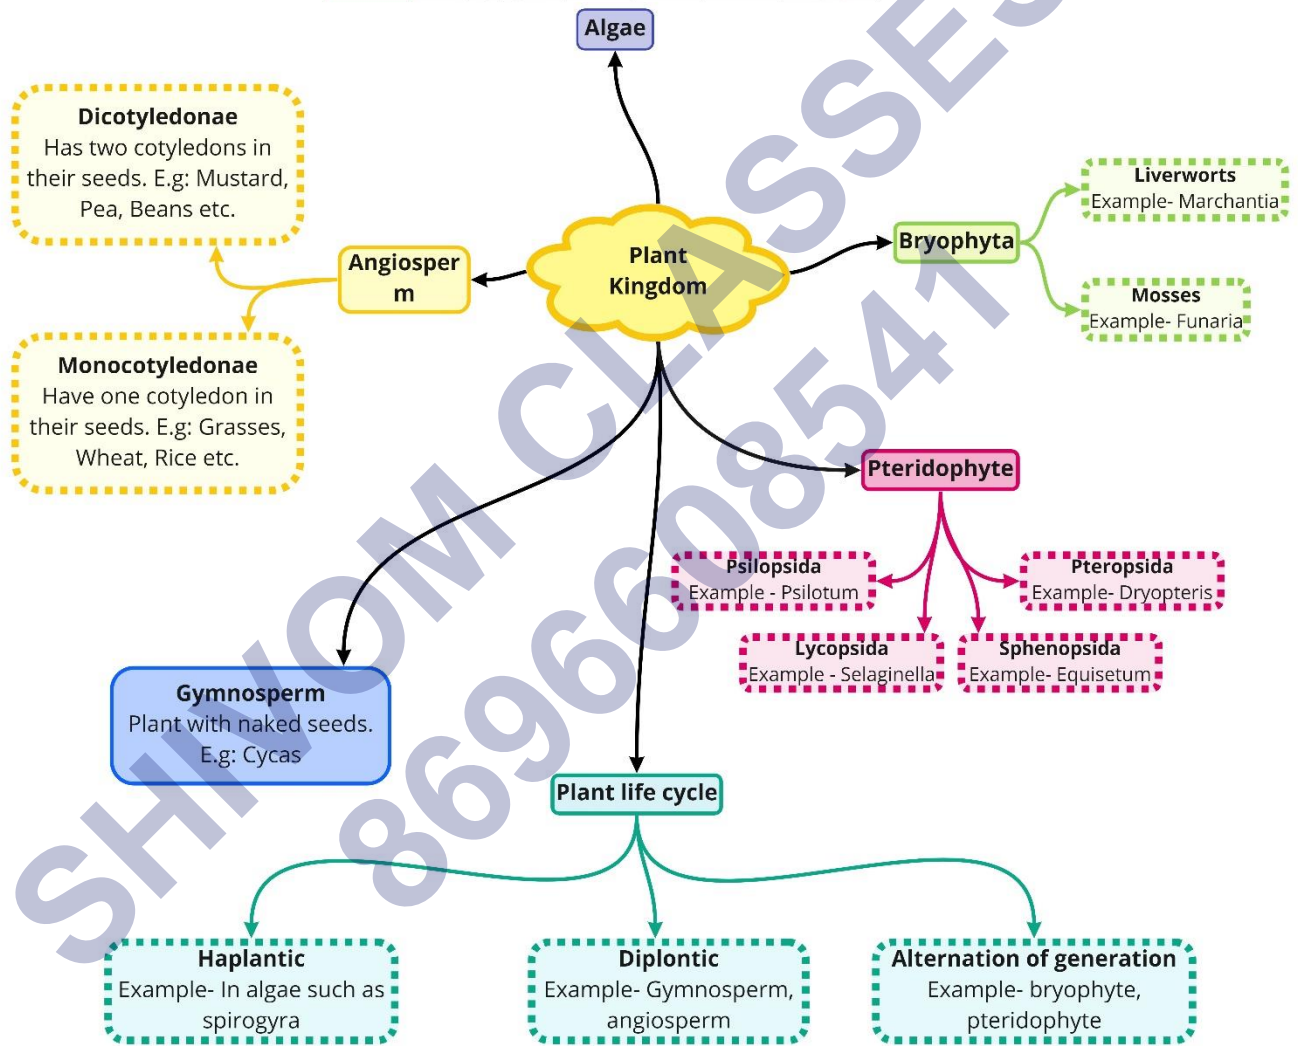 Algae
Dicotyledonae
Has two cotyledons in
their seeds. E.g: Mustard,
Pea, Beans etc.
Angiosper
m
Monocotyledonae
Have one cotyledon in
their seeds. E.g: Grasses,
Wheat, Rice etc.
Plant
Kingdom
Bryophyta
Liverworts
Example- Marchantia
Mosses
Example- Funaria
Pteridophyte
Psilopsida
Example - Psilotum
Pteropsida
Example- Dryopteris
Lycopsida
Example - Selaginella
Sphenopsida
Example- Equisetum
Gymnosperm
Plant with naked seeds.
E.g: Cycas
Plant life cycle
Haplantic
Example- In algae such as
spirogyra
Diplontic
Example- Gymnosperm,
angiosperm
Alternation of generation
Example- bryophyte,
pteridophyte
SHIVOM CLASSES
8696608541